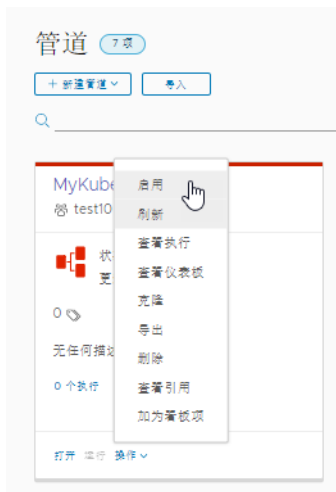 管道 7 项
+ 新建管道 导入
MyKube
test10
启用
刷新
查看执行
查看仪表板
克隆
导出
删除
查看引用
加为看板项
状
更
0
无任何描述
0 个执行
打开 运行 操作